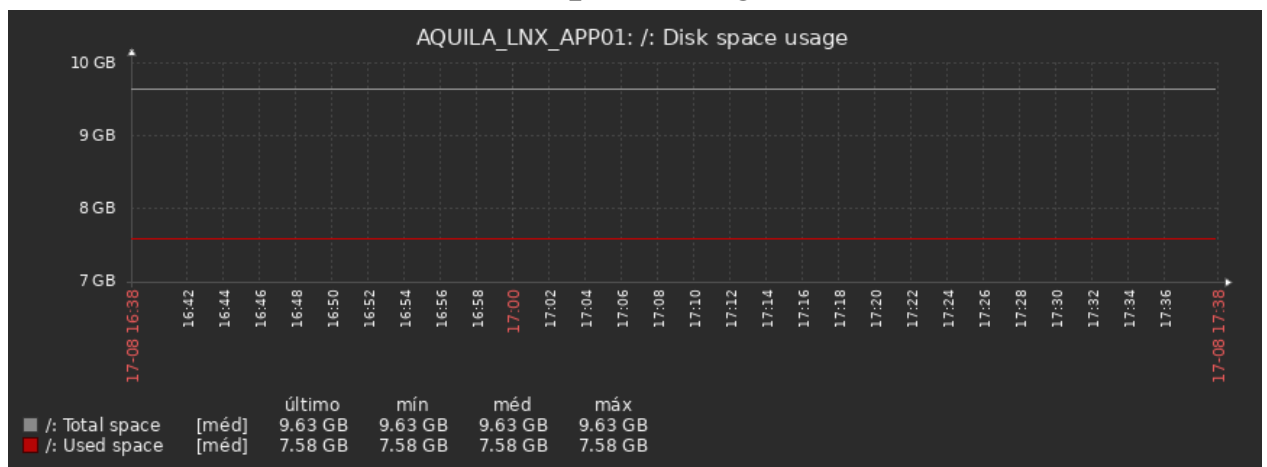 AQUILA_LNX_APP01: /: Disk space usage
10 GB
9 GB
8 GB
7 GB
17-08 16:38 16:42 16:44 16:46 16:48 16:50 16:52 16:54 16:56 16:58 17:00 17:02 17:04 17:06 17:08 17:10 17:12 17:14 17:16 17:18 17:20 17:22 17:24 17:26 17:28 17:30 17:32 17:34 17:36 17-08 17:38
último mín méd máx
/: Total space [méd] 9.63 GB 9.63 GB 9.63 GB 9.63 GB
/: Used space [méd] 7.58 GB 7.58 GB 7.58 GB 7.58 GB